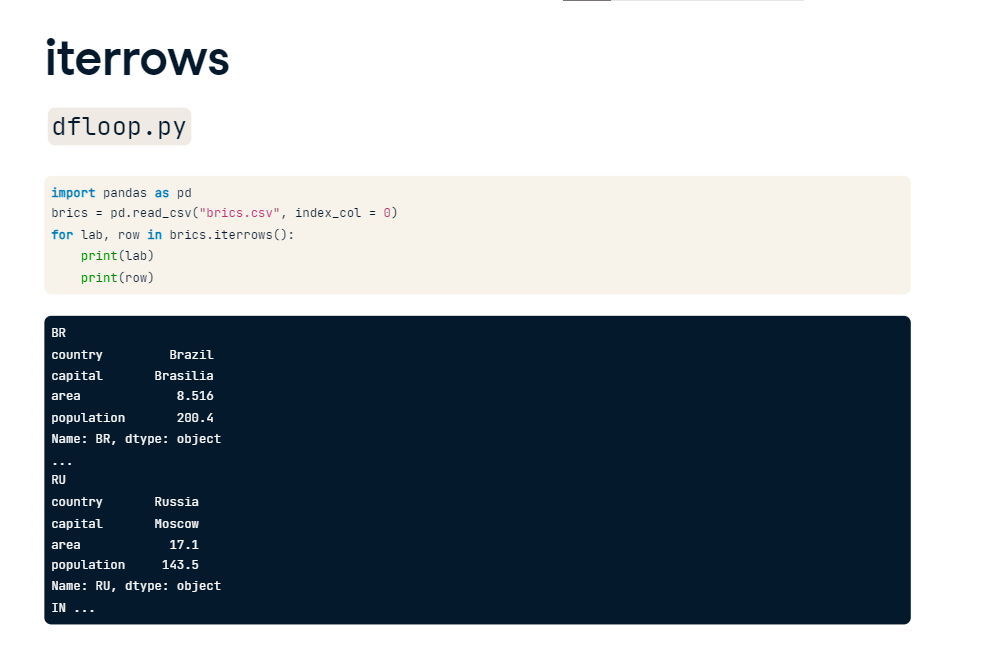 iterrows
dfloop.py
import pandas as pd
brics = pd.read_csv("brics.csv", index_col = 0)
for lab, row in brics.iterrows():
    print(lab)
    print(row)
BR
country         Brazil
capital       Brasilia
area             8.516
population       200.4
Name: BR, dtype: object
...
RU
country       Russia
capital       Moscow
area            17.1
population     143.5
Name: RU, dtype: object
IN ...